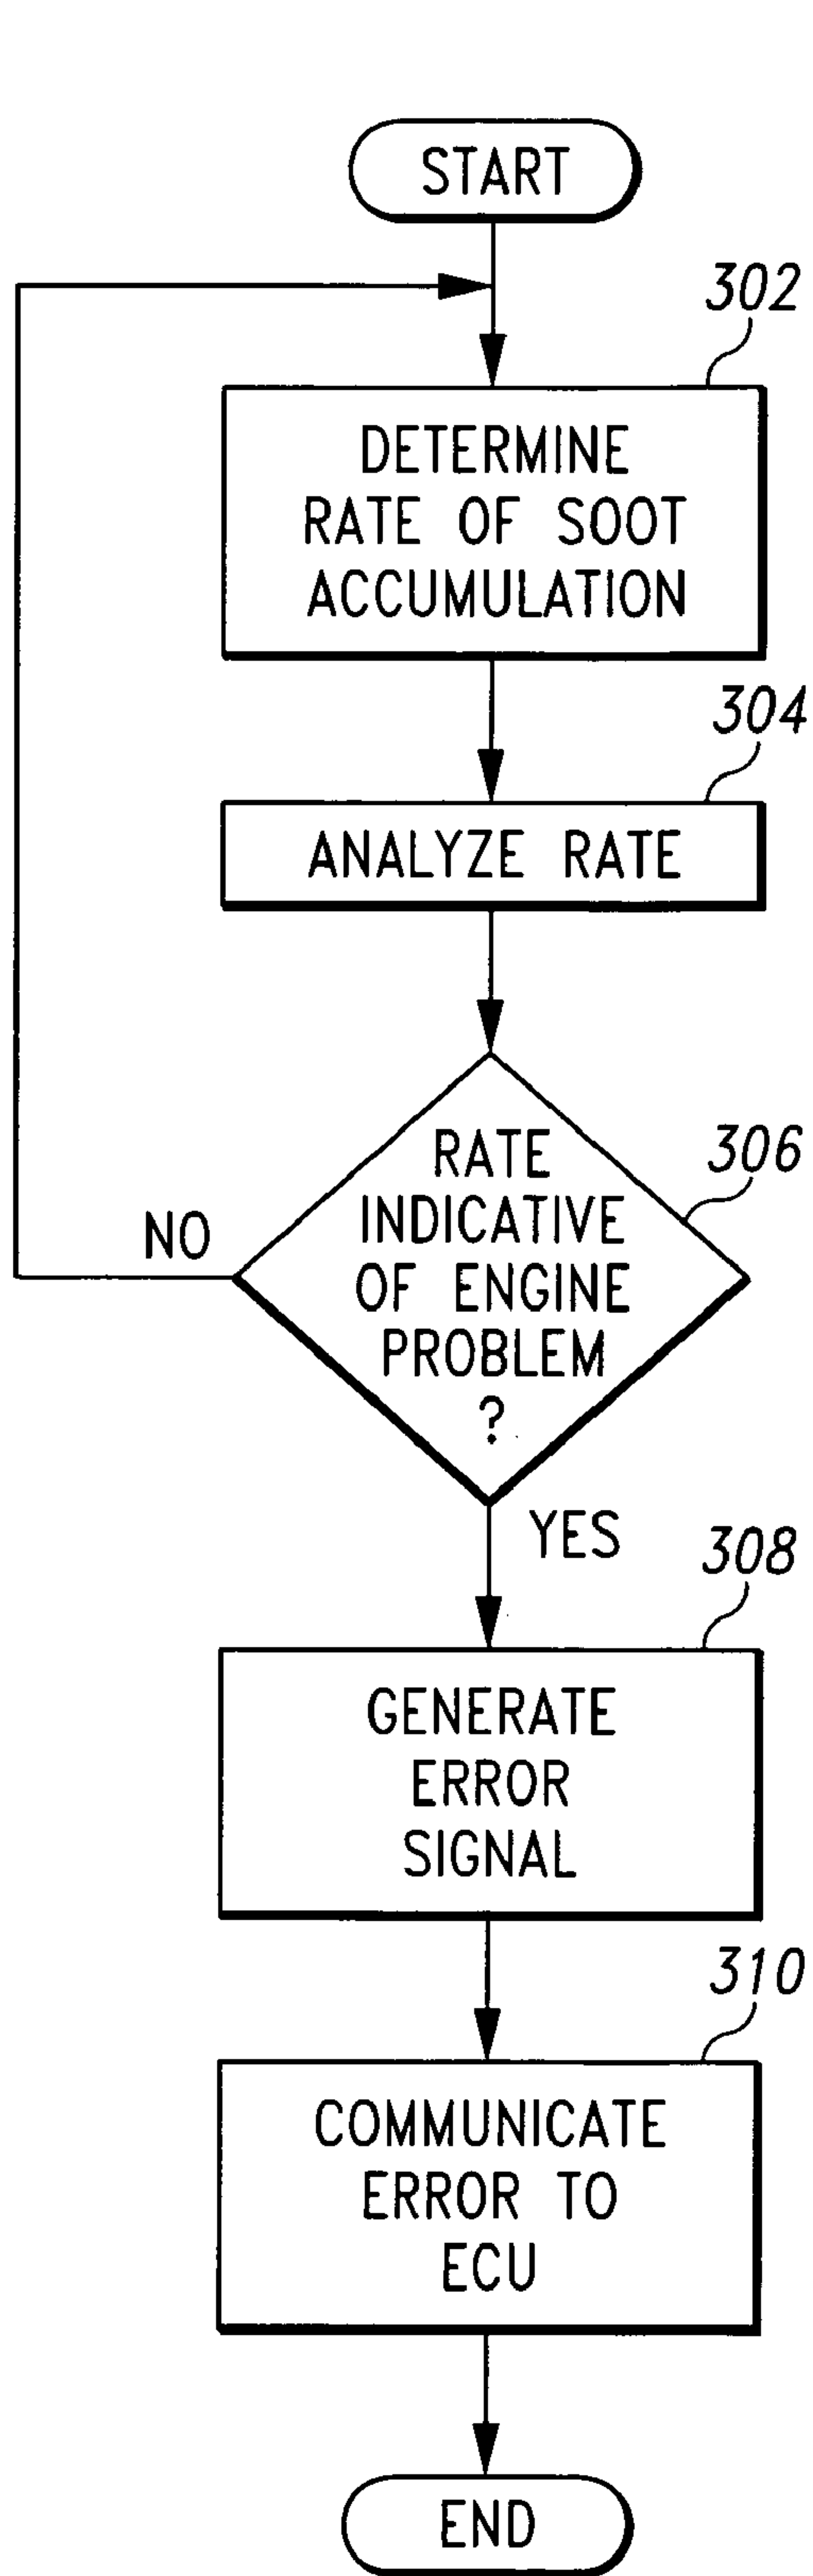 START
302
DETERMINE
RATE OF SOOT
ACCUMULATION
304
ANALYZE RATE
306
RATE
INDICATIVE
OF ENGINE
PROBLEM
?
NO
YES
308
GENERATE
ERROR
SIGNAL
310
COMMUNICATE
ERROR TO
ECU
END